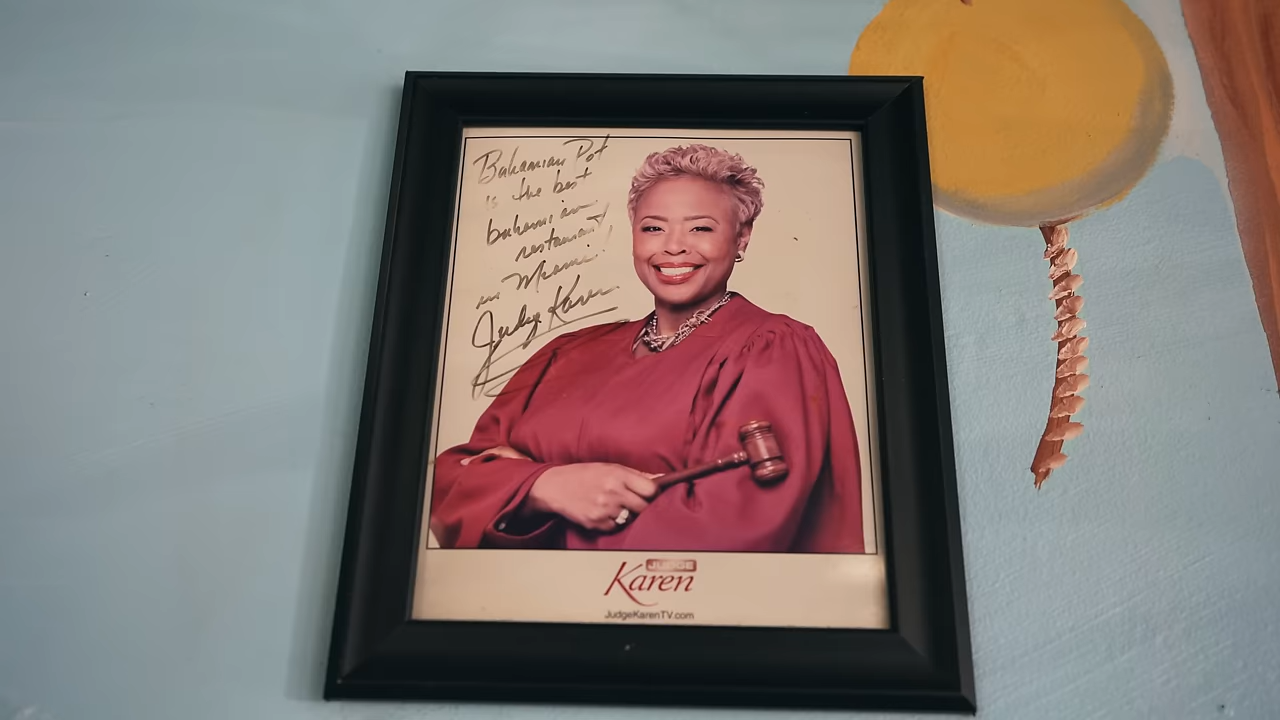 Bahamian Pot
is the best
bahamian
restaurant
in Miami!
Judge Karen
JUDGE
Karen
JudgeKarenTV.com